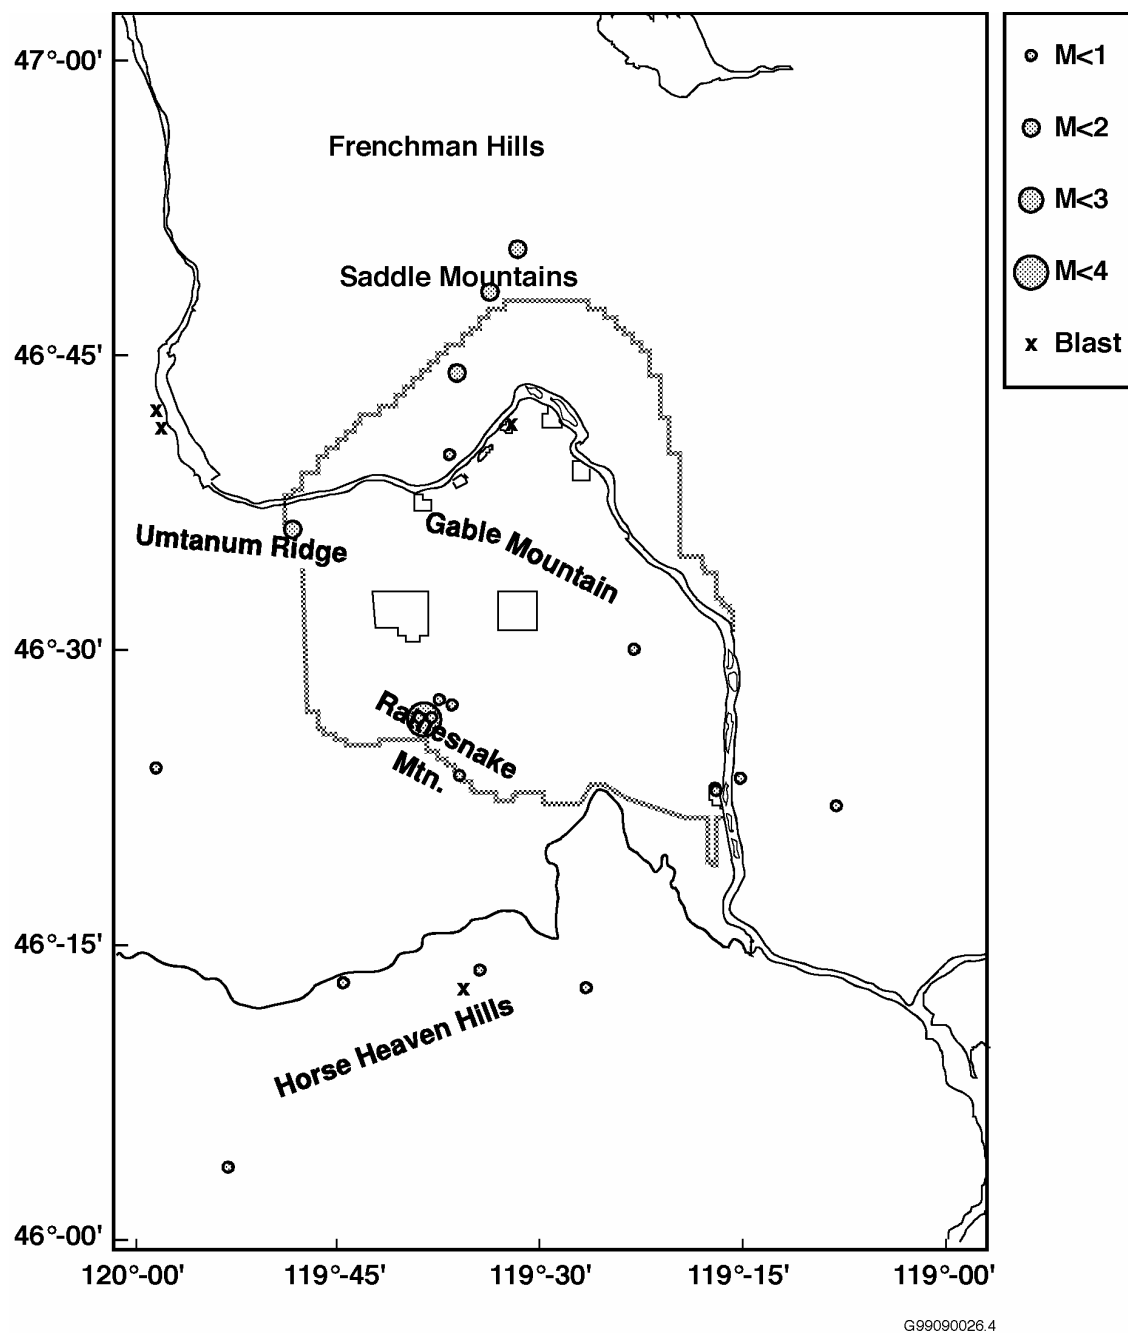 47°-00'
M<1
M<2
Frenchman Hills
M<3
Saddle Mountains
M<4
46°-45'
x Blast
x
x
x
Gable Mountain
Umtanum Ridge
46°-30'
Rattlesnake
Mtn.
46°-15'
x
Horse Heaven Hills
46°-00'
120°-00' 119°-45' 119°-30' 119°-15' 119°-00'
G99090026.4